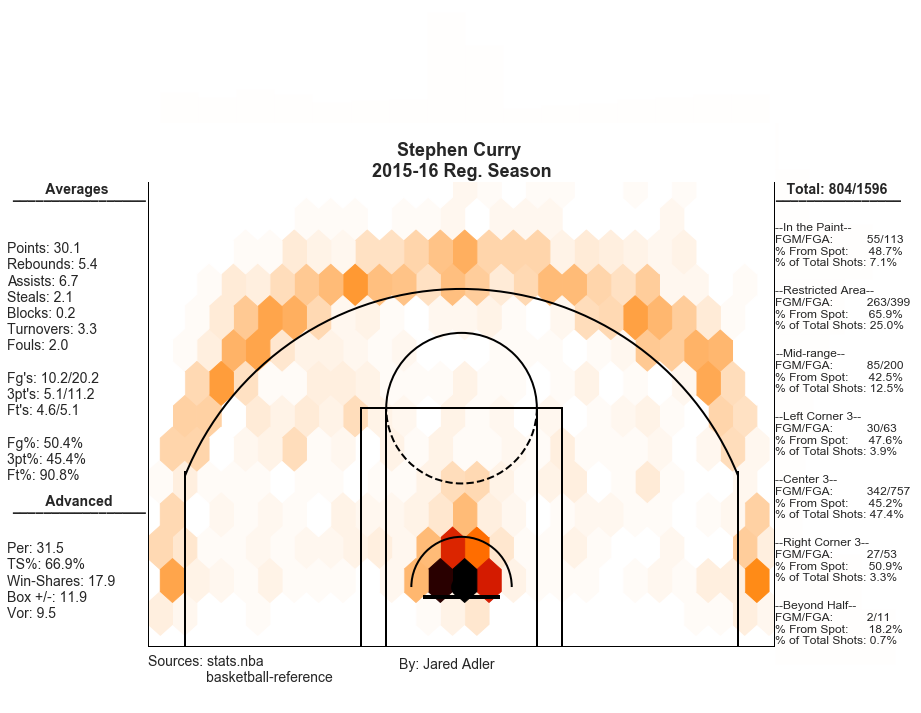 Stephen Curry
2015-16 Reg. Season
Averages
Points: 30.1
Rebounds: 5.4
Assists: 6.7
Steals: 2.1
Blocks: 0.2
Turnovers: 3.3
Fouls: 2.0
Fg's: 10.2/20.2
3pt's: 5.1/11.2
Ft's: 4.6/5.1
Fg%: 50.4%
3pt%: 45.4%
Ft%: 90.8%
Advanced
Per: 31.5
TS%: 66.9%
Win-Shares: 17.9
Box +/-: 11.9
Vor: 9.5
Total: 804/1596
--In the Paint--
FGM/FGA: 55/113
% From Spot: 48.7%
% of Total Shots: 7.1%
--Restricted Area--
FGM/FGA: 263/399
% From Spot: 65.9%
% of Total Shots: 25.0%
--Mid-range--
FGM/FGA: 85/200
% From Spot: 42.5%
% of Total Shots: 12.5%
--Left Corner 3--
FGM/FGA: 30/63
% From Spot: 47.6%
% of Total Shots: 3.9%
--Center 3--
FGM/FGA: 342/757
% From Spot: 45.2%
% of Total Shots: 47.4%
--Right Corner 3--
FGM/FGA: 27/53
% From Spot: 50.9%
% of Total Shots: 3.3%
--Beyond Half--
FGM/FGA: 2/11
% From Spot: 18.2%
% of Total Shots: 0.7%
Sources: stats.nba
basketball-reference
By: Jared Adler